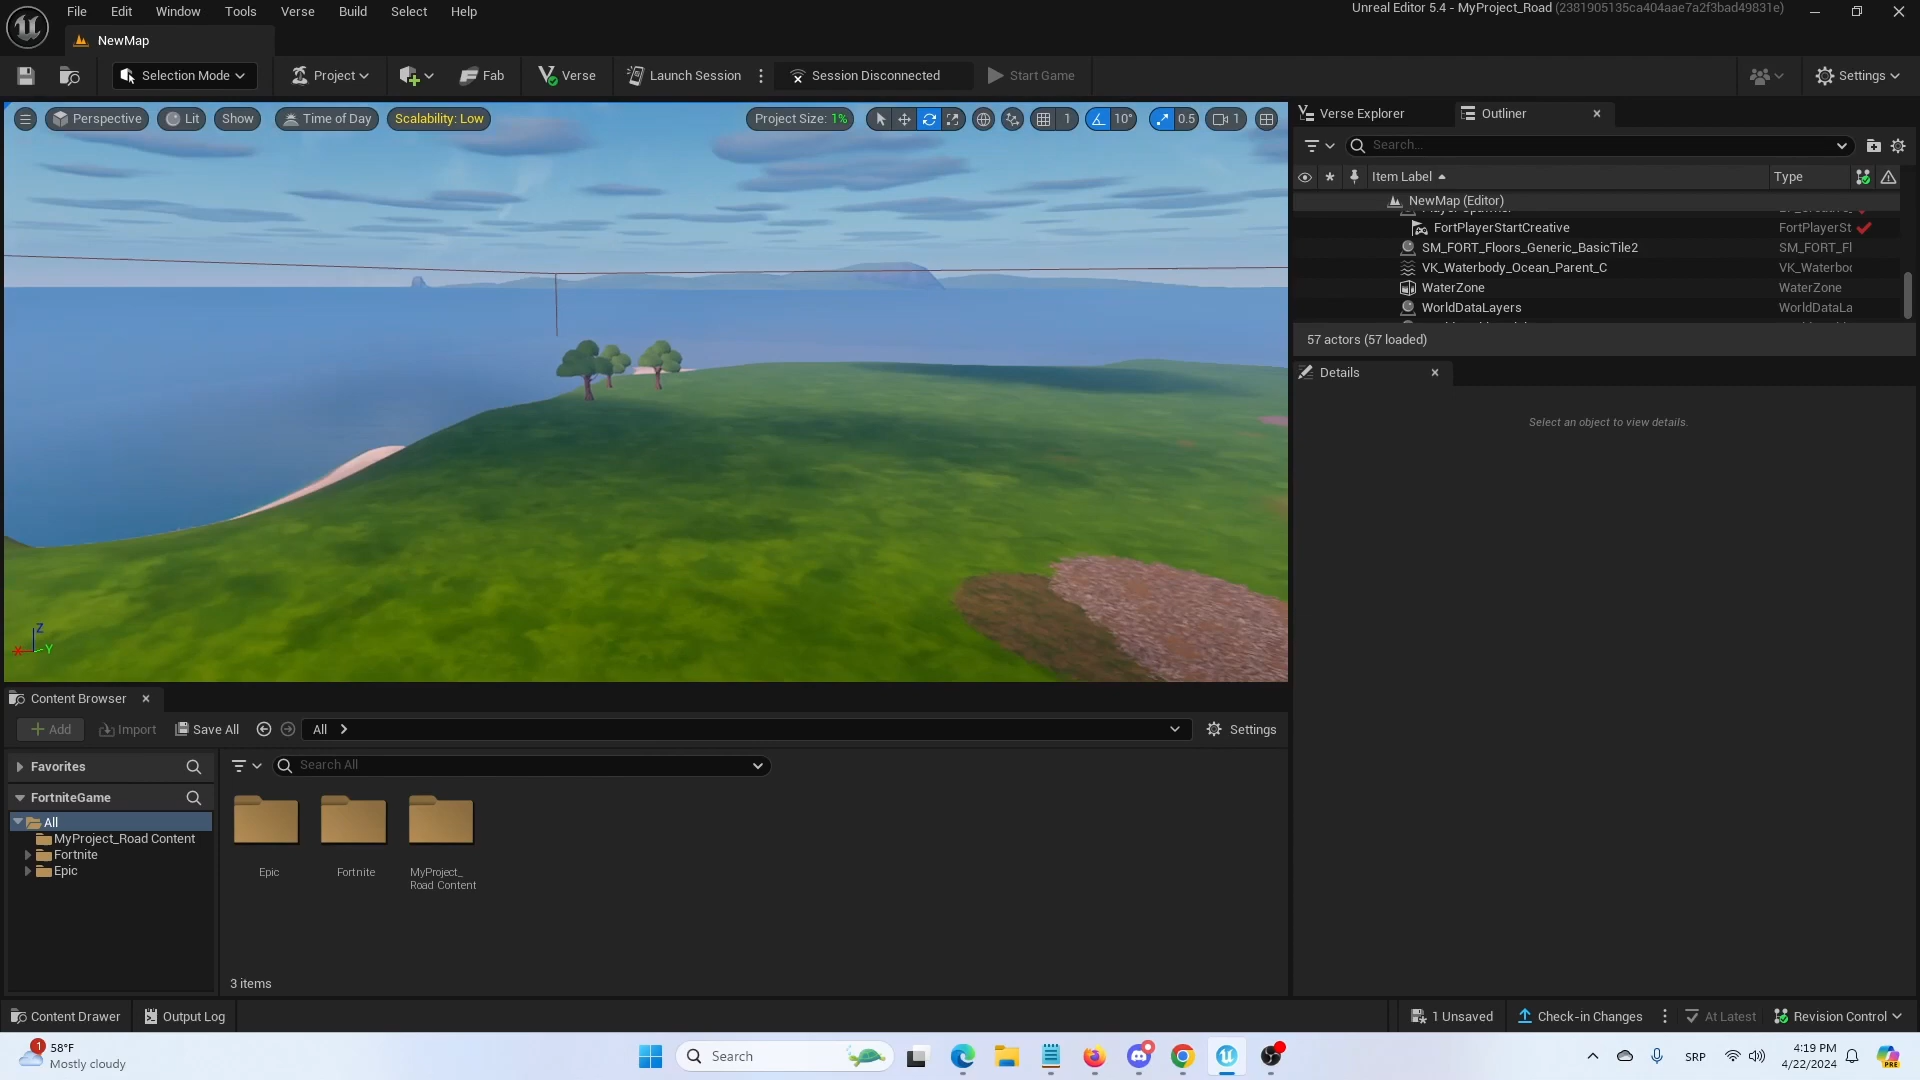 File Edit Window Tools Verse Build Select Help
Unreal Editor 5.4 - MyProject_Road (2381905135ca404aae7a2f3bad49831e)
NewMap
Selection Mode Project Fab Verse Launch Session Session Disconnected Start Game Settings
Perspective Lit Show Time of Day Scalability: Low Project Size: 1% 1 10° 0.5 1
Verse Explorer Outliner
Search...
Item Label Type
NewMap (Editor)
FortPlayerStartCreative FortPlayerSt
SM_FORT_Floors_Generic_BasicTile2 SM_FORT_Fl
VK_Waterbody_Ocean_Parent_C VK_Waterboc
WaterZone WaterZone
WorldDataLayers WorldDataLa
57 actors (57 loaded)
Details
Select an object to view details.
Z
X Y
Content Browser
Add Import Save All All Settings
Favorites
Search All
FortniteGame
All
MyProject_Road Content
Fortnite
Epic
Epic
Fortnite
MyProject_
Road Content
3 items
Content Drawer Output Log 1 Unsaved Check-in Changes At Latest Revision Control
1
58°F
Mostly cloudy
Search
SRP
4:19 PM
4/22/2024
PRE